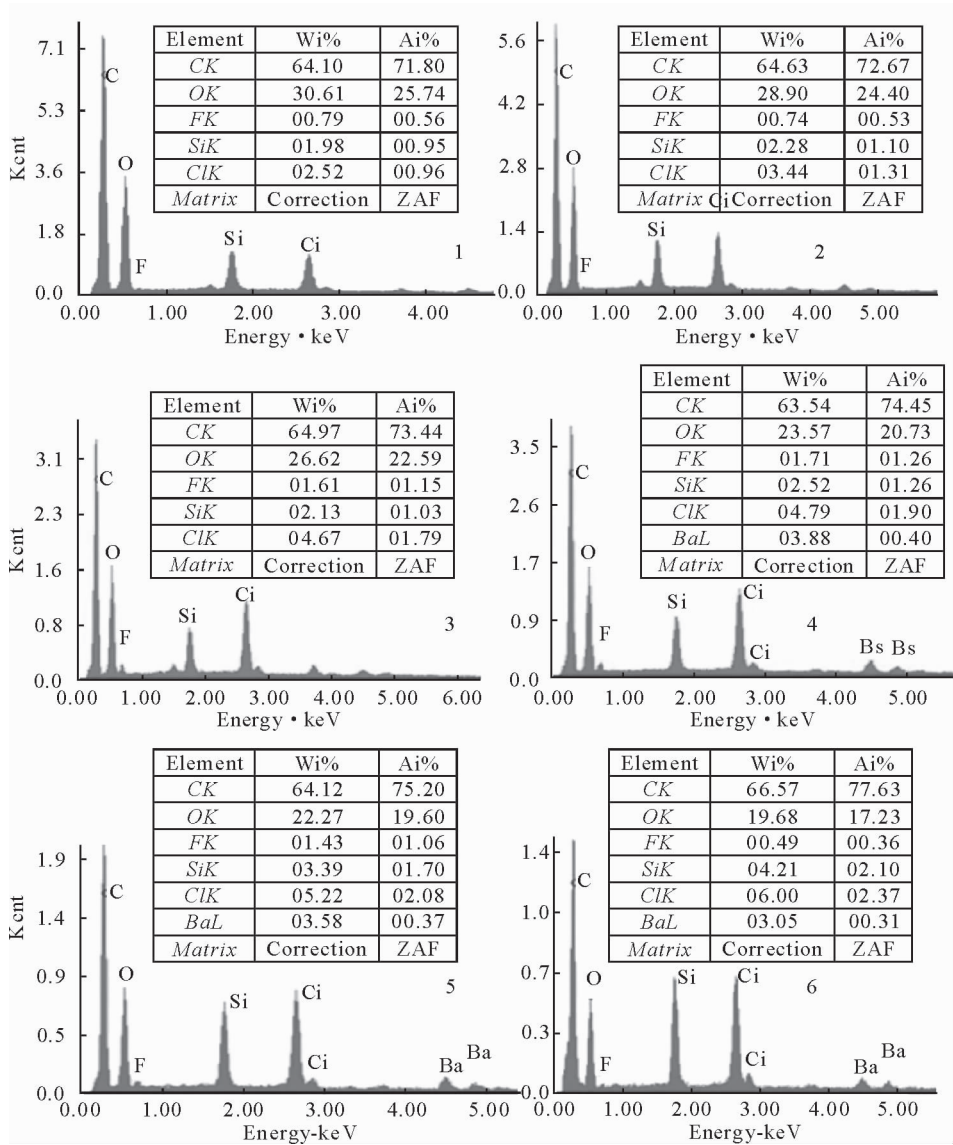 Element Wi% Ai%
CK 64.10 71.80
OK 30.61 25.74
FK 00.79 00.56
SiK 01.98 00.95
ClK 02.52 00.96
Matrix Correction ZAF
Kcnt
7.1
5.3
3.6
1.8
0.0
C
O
F
Si
Ci
1
0.00 1.00 2.00 3.00 4.00
Energy • keV
Element Wi% Ai%
CK 64.63 72.67
OK 28.90 24.40
FK 00.74 00.53
SiK 02.28 01.10
ClK 03.44 01.31
Matrix Correction ZAF
5.6
4.2
2.8
1.4
0.0
C
O
F
Si
Ci
2
0.00 1.00 2.00 3.00 4.00 5.00
Energy • keV
Element Wi% Ai%
CK 64.97 73.44
OK 26.62 22.59
FK 01.61 01.15
SiK 02.13 01.03
ClK 04.67 01.79
Matrix Correction ZAF
Kcnt
3.1
2.3
1.6
0.8
0.0
C
O
F
Si
Ci
3
0.00 1.00 2.00 3.00 4.00 5.00 6.00
Energy • keV
Element Wi% Ai%
CK 63.54 74.45
OK 23.57 20.73
FK 01.71 01.26
SiK 02.52 01.26
ClK 04.79 01.90
BaL 03.88 00.40
Matrix Correction ZAF
3.5
2.6
1.7
0.9
0.0
C
O
F
Si
Ci
Ci
Bs Bs
4
0.00 1.00 2.00 3.00 4.00 5.00
Energy • keV
Element Wi% Ai%
CK 64.12 75.20
OK 22.27 19.60
FK 01.43 01.06
SiK 03.39 01.70
ClK 05.22 02.08
BaL 03.58 00.37
Matrix Correction ZAF
Kcnt
1.9
1.4
0.9
0.5
0.0
C
O
F
Si
Ci
Ci
Ba
Ba
5
0.00 1.00 2.00 3.00 4.00 5.00
Energy-keV
Element Wi% Ai%
CK 66.57 77.63
OK 19.68 17.23
FK 00.49 00.36
SiK 04.21 02.10
ClK 06.00 02.37
BaL 03.05 00.31
Matrix Correction ZAF
1.4
1.0
0.7
0.3
0.0
C
O
F
Si
Ci
Ci
Ba
Ba
6
0.00 1.00 2.00 3.00 4.00 5.00
Energy-keV